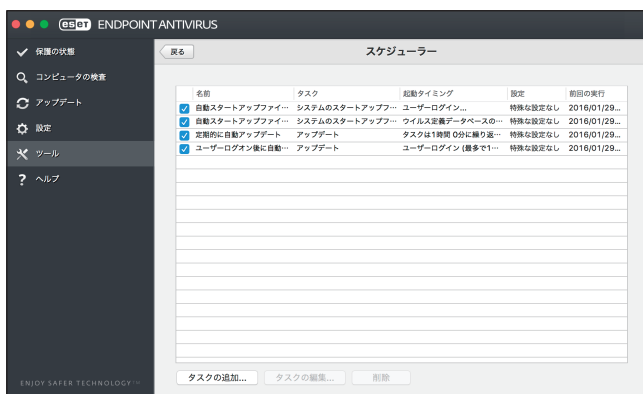 eset ENDPOINT ANTIVIRUS
保護の状態
コンピュータの検査
アップデート
設定
ツール
ヘルプ
ENJOY SAFER TECHNOLOGY™
戻る
スケジューラー
名前 タスク 起動タイミング 設定 前回の実行
自動スタートアップファイ… システムのスタートアップフ… ユーザーログイン... 特殊な設定なし 2016/01/29...
自動スタートアップファイ… システムのスタートアップフ… ウイルス定義データベースの… 特殊な設定なし 2016/01/29...
定期的に自動アップデート アップデート タスクは1時間 0分に繰り返… 特殊な設定なし 2016/01/29...
ユーザーログオン後に自動… アップデート ユーザーログイン (最多で1… 特殊な設定なし 2016/01/29...
タスクの追加... タスクの編集... 削除